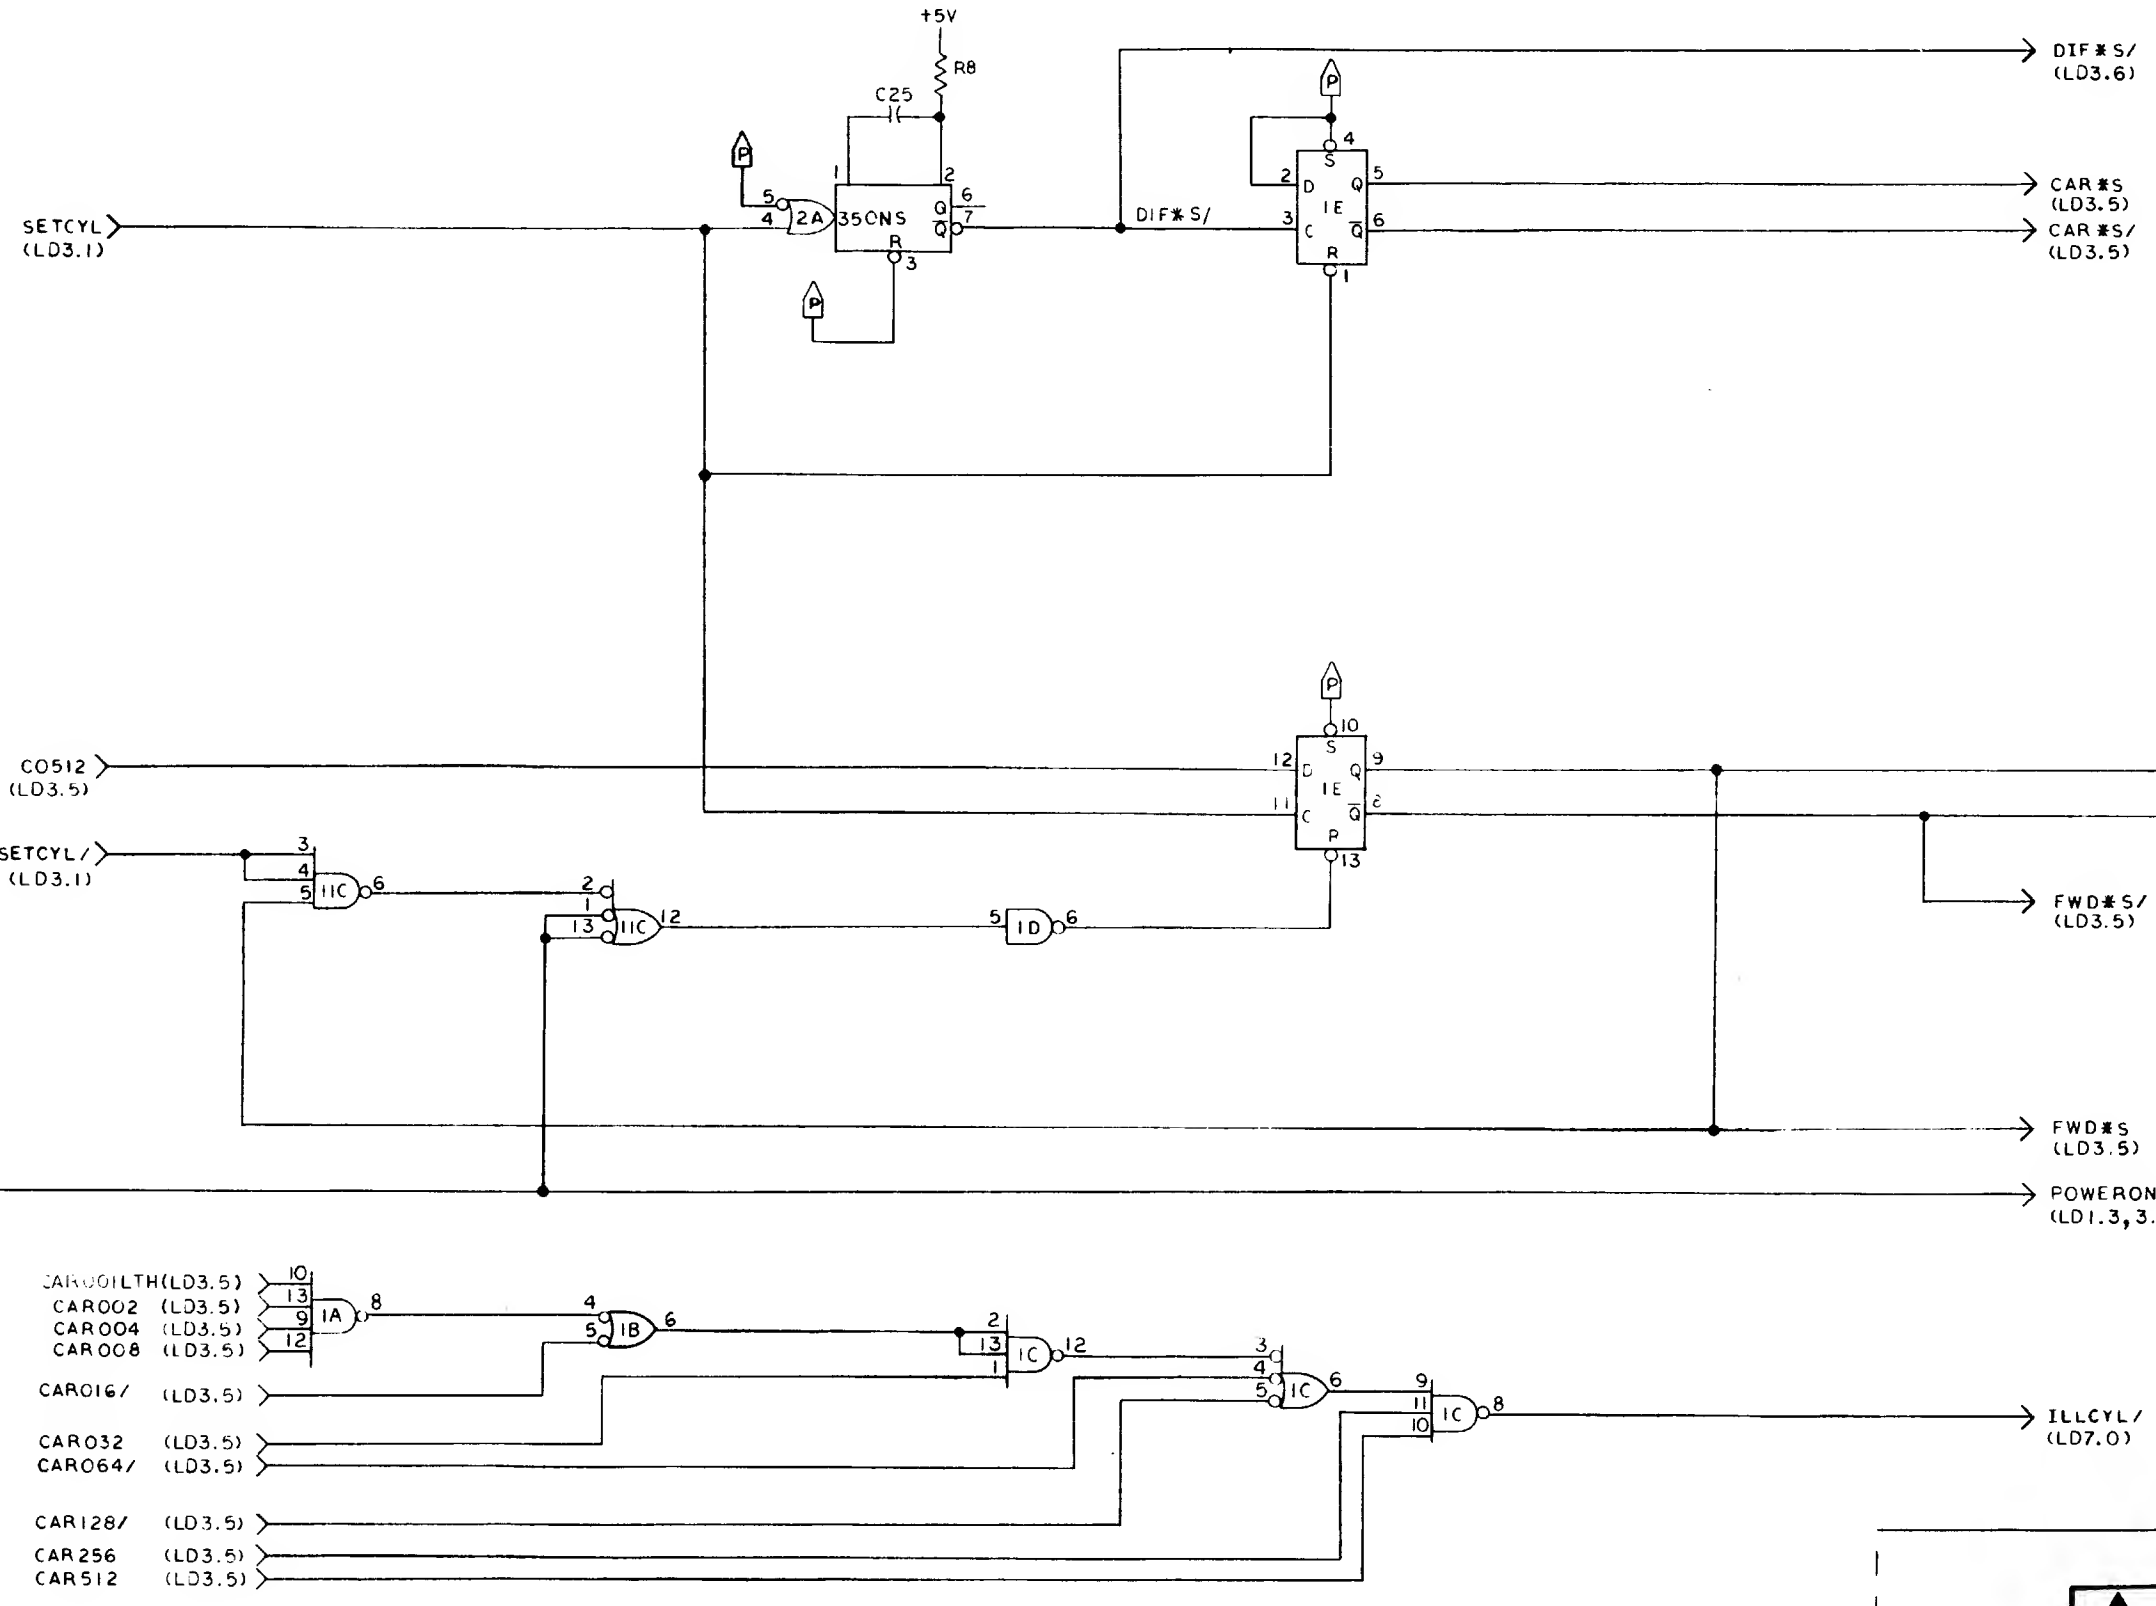 +5V
R8
C25
DIF*S/
(LD3.6)
P
P
4
S
1
2
5
6
2
D
Q
5
CAR*S
(LD3.5)
4
2A
350NS
Q
7
Q
DIF*S/
3
C
1E
Q
6
CAR*S/
(LD3.5)
SETCYL
(LD3.1)
R
3
R
1
P
P
10
S
CO512
(LD3.5)
12
D
Q
9
1E
11
C
Q
R
13
SETCYL/
(LD3.1)
3
4
5
11C
6
2
1
13
11C
12
5
1D
6
FWD*S/
(LD3.5)
FWD*S
(LD3.5)
POWERON
(LD1.3,3.
(LD3.5)
10
CAR002 (LD3.5)
13
CAR004 (LD3.5)
9
CAR008 (LD3.5)
12
1A
8
4
5
1B
6
2
13
1
1C
12
3
4
5
1C
6
9
11
10
1C
8
CAR016/ (LD3.5)
CAR032 (LD3.5)
CAR064/ (LD3.5)
CAR128/ (LD3.5)
CAR256 (LD3.5)
CAR512 (LD3.5)
ILLCYL/
(LD7.0)